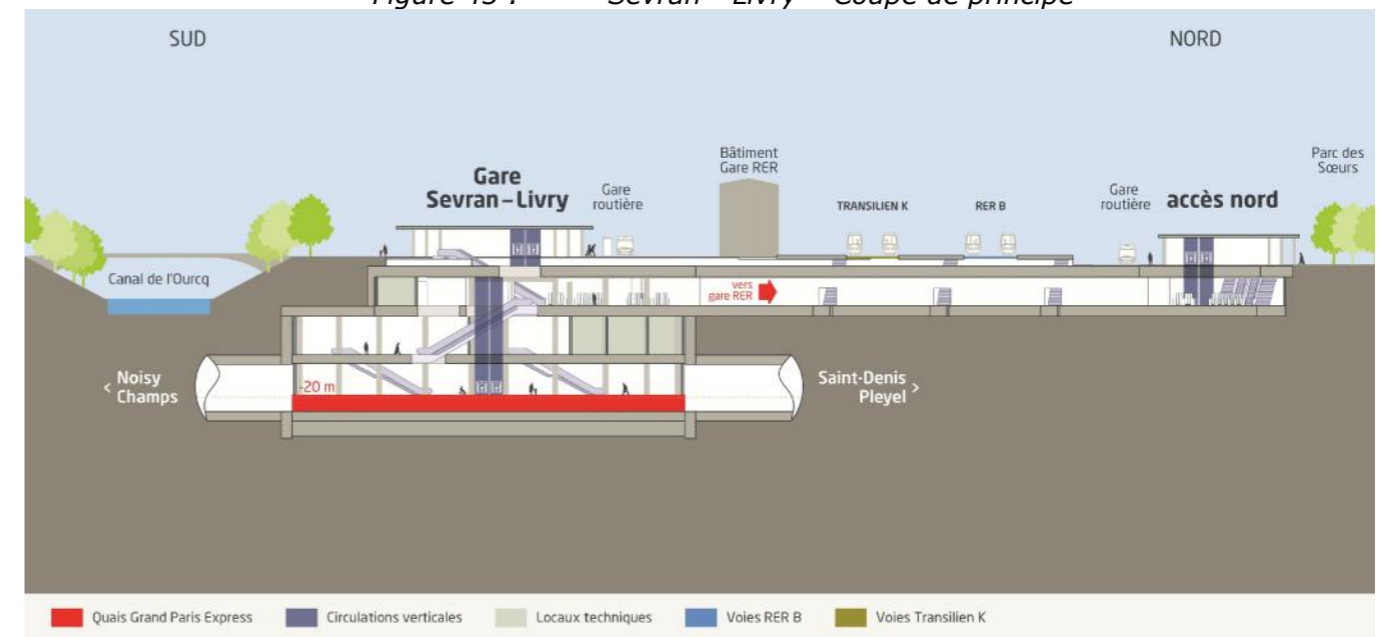 Figure 45 : Sevran – Livry – Coupe de principe
SUD
NORD
Gare
Sevran–Livry
Gare
routière
Bâtiment
Gare RER
TRANSILIEN K
RER B
Gare
routière
accès nord
Parc des
Sœurs
Canal de l'Ourcq
vers
gare RER
< Noisy
Champs
-20 m
Saint-Denis >
Pleyel
Quais Grand Paris Express
Circulations verticales
Locaux techniques
Voies RER B
Voies Transilien K